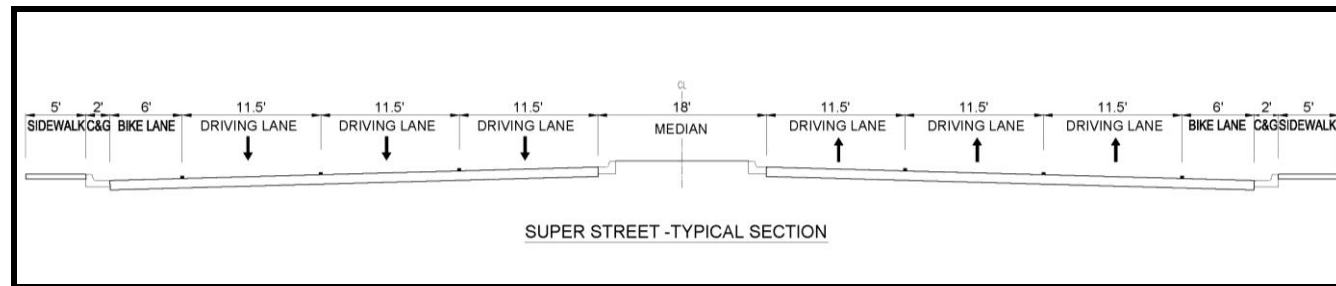 ℄
5' 2' 6' 11.5' 11.5' 11.5' 18' 11.5' 11.5' 11.5' 6' 2' 5'
SIDEWALK C&G BIKE LANE DRIVING LANE DRIVING LANE DRIVING LANE MEDIAN DRIVING LANE DRIVING LANE DRIVING LANE BIKE LANE C&G SIDEWALK
SUPER STREET -TYPICAL SECTION